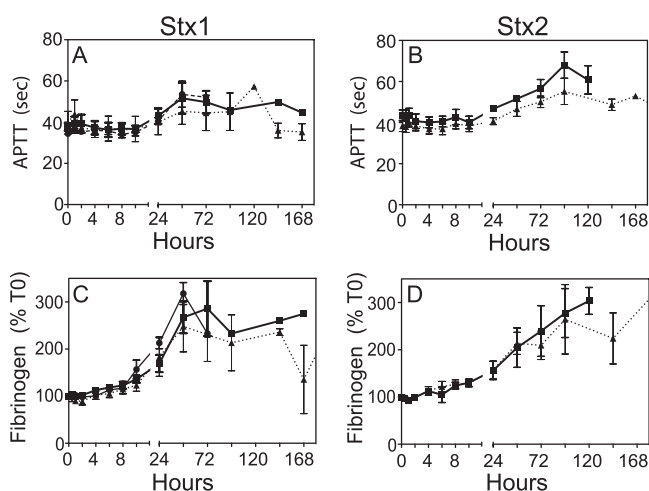 Stx1 Stx2
A B
80 60 40 20 0
APTT (sec)
0 4 8 24 72 120 168
Hours
80 60 40 20 0
APTT (sec)
0 4 8 24 72 120 168
Hours
C D
300 200 100 0
Fibrinogen (% T0)
0 4 8 24 72 120 168
Hours
300 200 100 0
Fibrinogen (% T0)
0 4 8 24 72 120 168
Hours